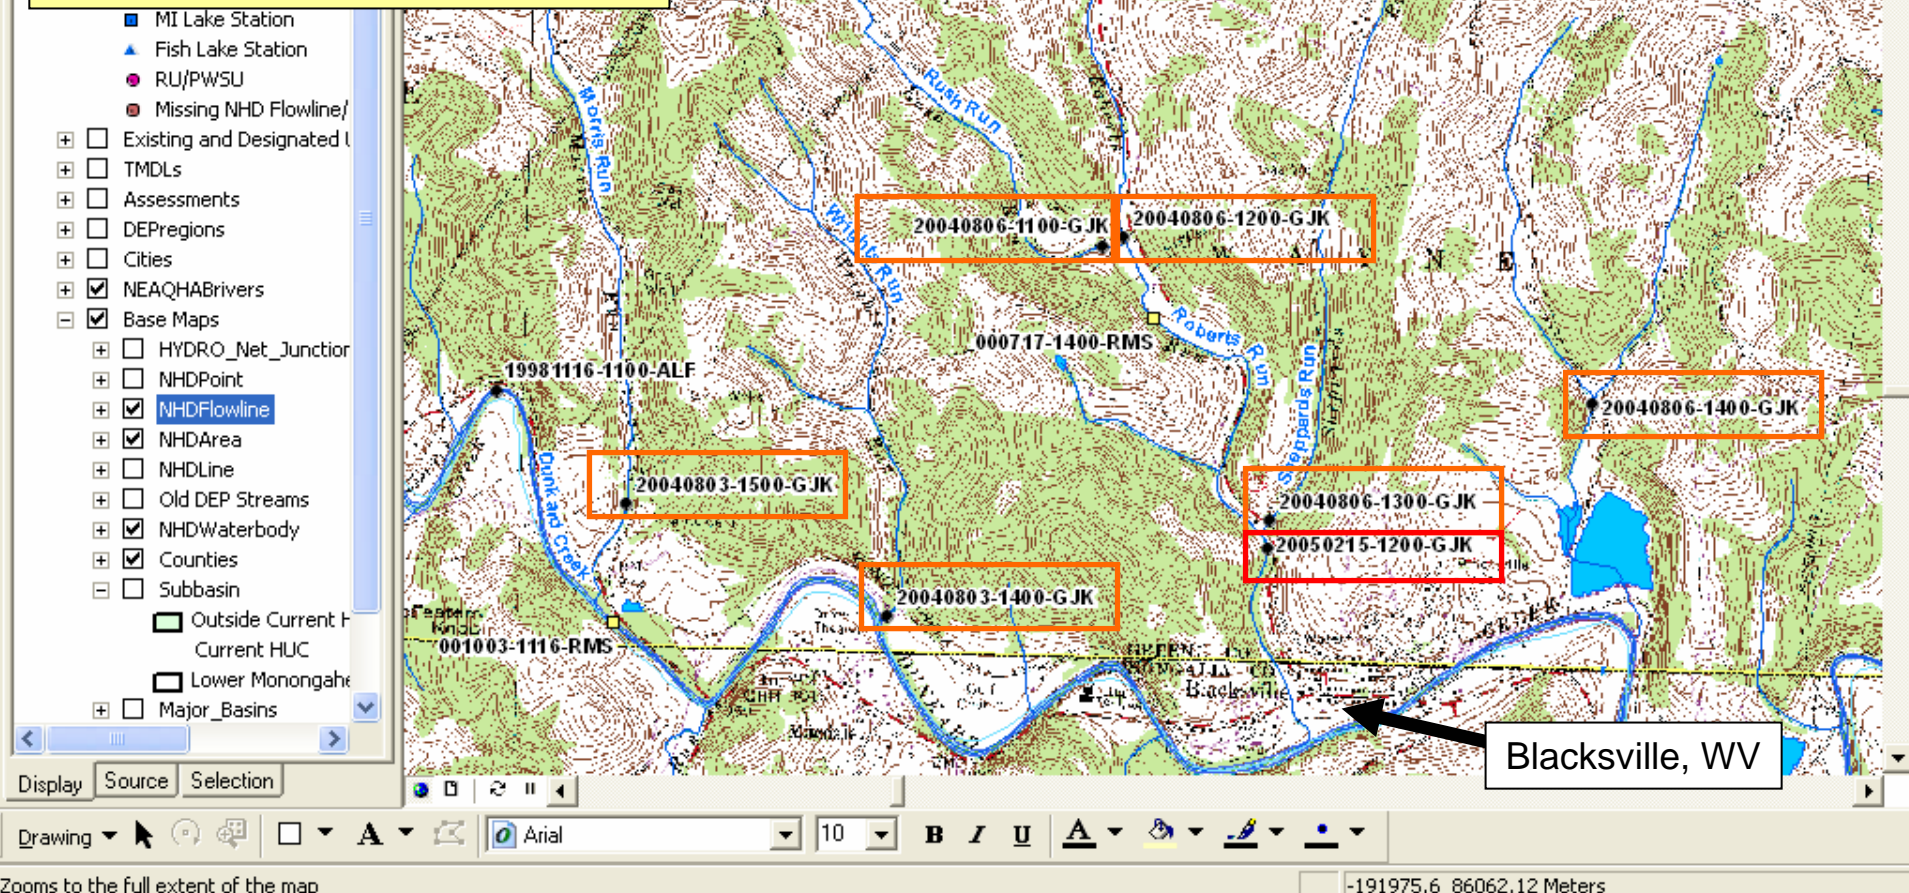 MI Lake Station
Fish Lake Station
RU/PWSU
Missing NHD Flowline/
Existing and Designated
TMDLs
Assessments
DEPregions
Cities
NEAQHABrivers
Base Maps
HYDRO_Net_Junction
NHDPoint
NHDFlowline
NHDArea
NHDLine
Old DEP Streams
NHDWaterbody
Counties
Subbasin
Outside Current H
Current HUC
Lower Monongahe
Major_Basins
Display
Source
Selection
Morris Run
Rush Run
Wrights Run
20040806-1100-GJK
20040806-1200-GJK
A
N
E
Roberts Run
000717-1400-RMS
Sheppards Run
19981116-1100-ALF
20040806-1400-GJK
Dunkard Creek
20040803-1500-GJK
20040806-1300-GJK
20050215-1200-GJK
20040803-1400-GJK
001003-1116-RMS
CREEK
Blacksville
Blacksville, WV
Drawing
A
Arial
10
B I U
A
Zooms to the full extent of the map
-191975.6 86062.12 Meters